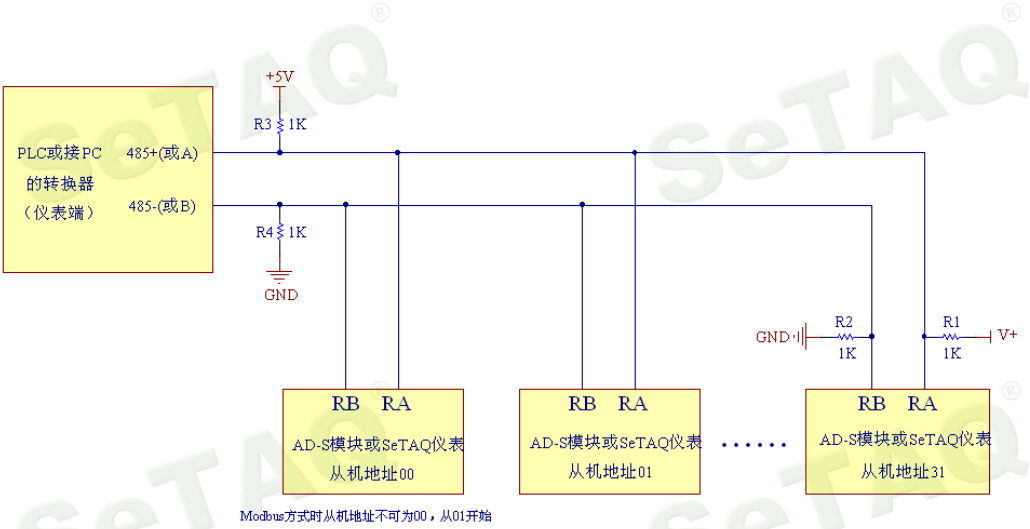 SeTAQ®
SeTAQ®
+5V
R3 1K
PLC或接PC
的转换器
（仪表端）
485+(或A)
485-(或B)
R4 1K
GND
GND
R2
1K
R1
1K
V+
RB RA
AD-S模块或SeTAQ仪表
从机地址00
RB RA
AD-S模块或SeTAQ仪表
从机地址01
······
RB RA
AD-S模块或SeTAQ仪表
从机地址31
SeTAQ®
SeTAQ®
Modbus方式时从机地址不可为00，从01开始